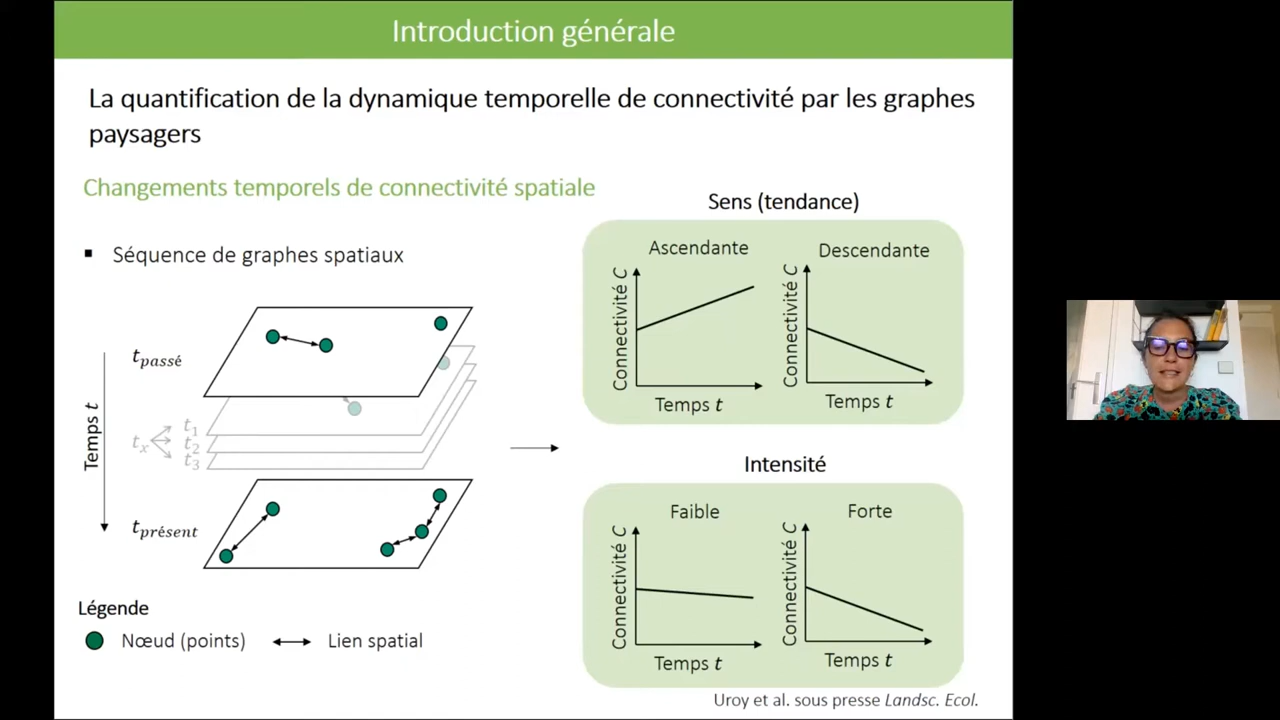 Introduction générale
La quantification de la dynamique temporelle de connectivité par les graphes
paysagers
Changements temporels de connectivité spatiale
▪ Séquence de graphes spatiaux
t_passé
Temps t
t_x
t_1
t_2
t_3
t_présent
Légende
Nœud (points)
Lien spatial
Sens (tendance)
Ascendante
Connectivité C
Temps t
Descendante
Connectivité C
Temps t
Intensité
Faible
Connectivité C
Temps t
Forte
Connectivité C
Temps t
Uroy et al. sous presse Landsc. Ecol.